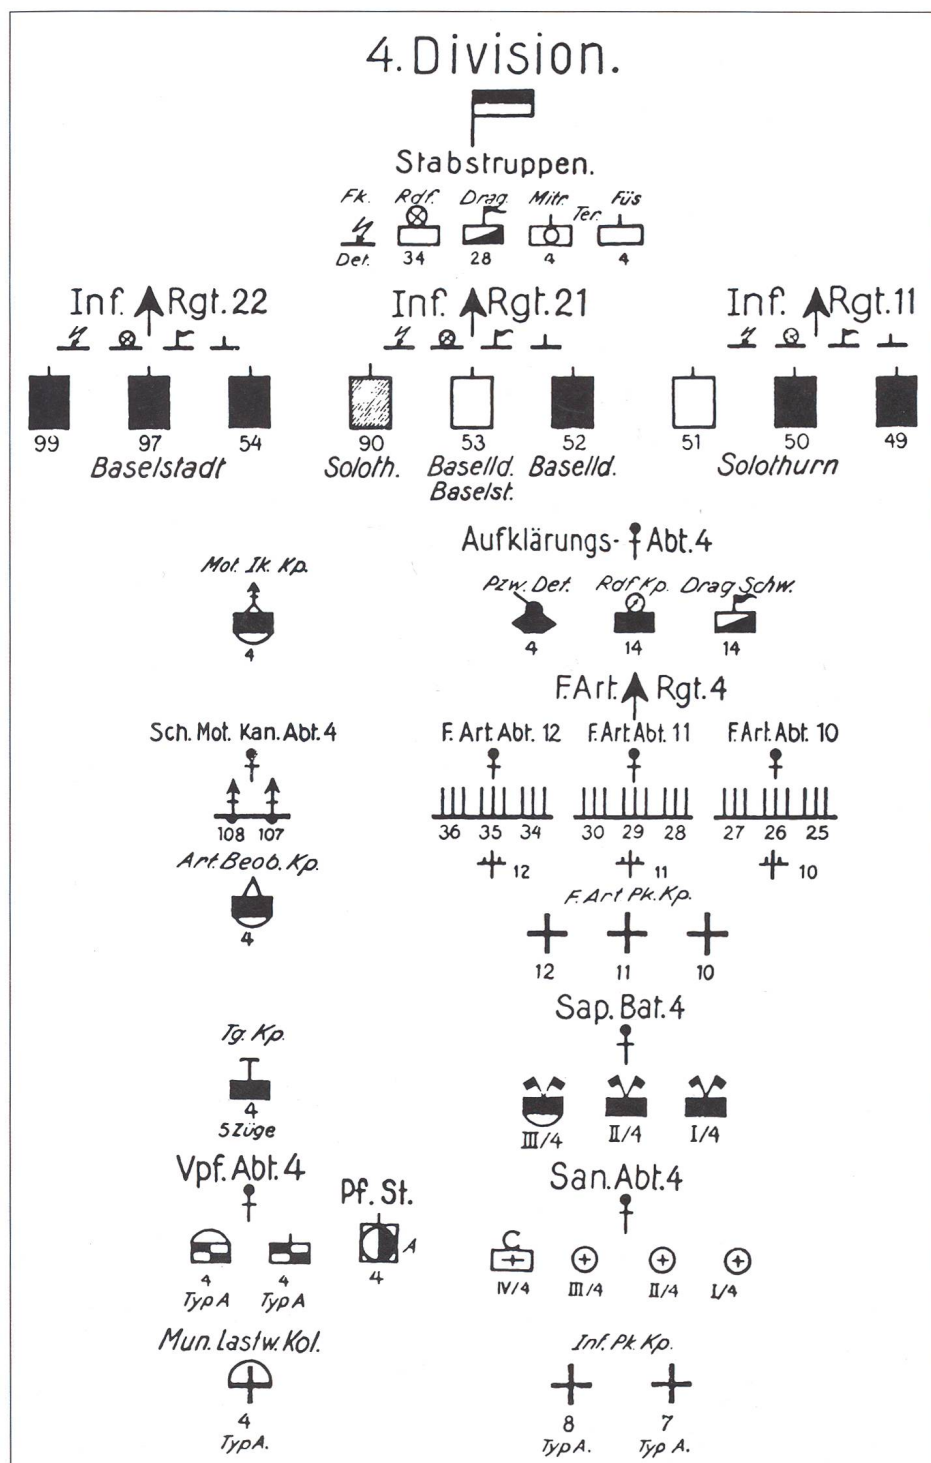 4. Division.
Stabstruppen.
Fk. Rdf. Drag. Mitr. Ter. Füs
Det. 34 28 4 4
Inf. Rgt. 22 Inf. Rgt. 21 Inf. Rgt. 11
99 97 54 90 53 52 51 50 49
Baselstadt Soloth. Baselld. Baselld. Solothurn
Baselst.
Aufklärungs- Abt. 4
Mot. Ik. Kp.
Pzw. Det. Rdf Kp. Drag Schw.
4 4 14 14
F. Art. Rgt. 4
Sch. Mot. Kan. Abt. 4 F. Art Abt. 12 F. Art Abt. 11 F. Art Abt. 10
108 107 36 35 34 30 29 28 27 26 25
Art. Beob. Kp. 12 11 10
F. Art Pk. Kp.
4 12 11 10
Sap. Bat. 4
Tg. Kp.
4 III/4 II/4 I/4
5 Züge
Vpf. Abt. 4 Pf. St. San. Abt. 4
A
4 4 4 IV/4 III/4 II/4 I/4
Typ A Typ A
Mun. Lastw. Kol. Inf. Pk. Kp.
4 8 7
Typ A. Typ A. Typ A.